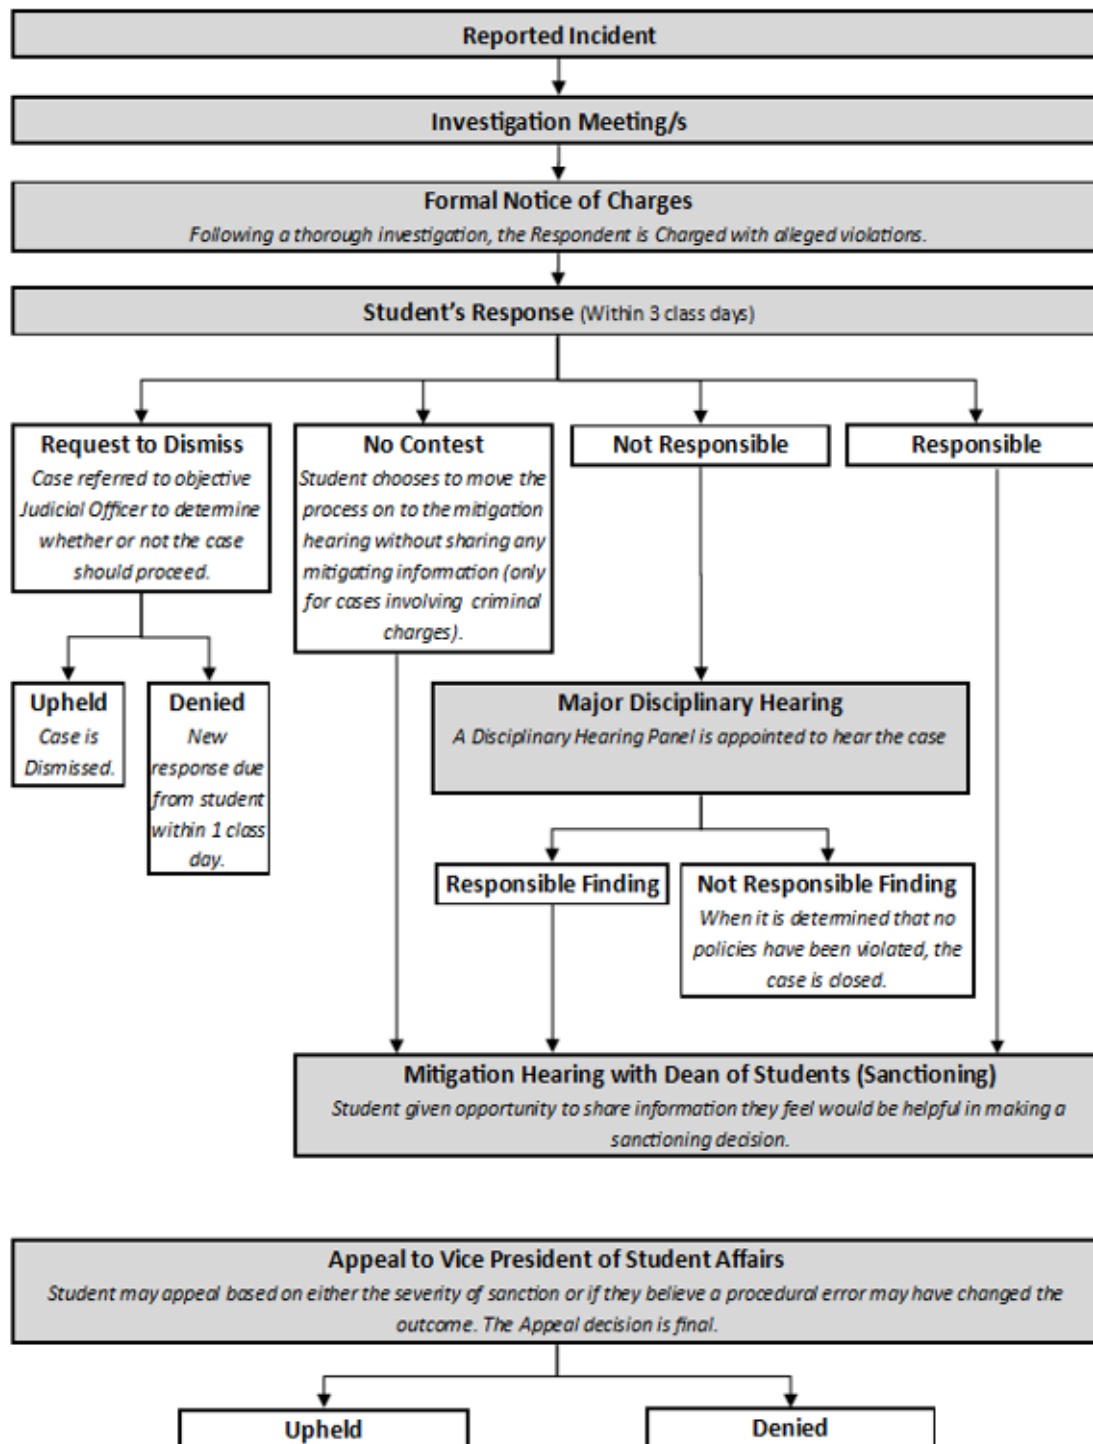 Reported Incident
Investigation Meeting/s
Formal Notice of Charges
Following a thorough investigation, the Respondent is Charged with alleged violations.
Student's Response (Within 3 class days)
Request to Dismiss
Case referred to objective
Judicial Officer to determine
whether or not the case
should proceed.
No Contest
Student chooses to move the
process on to the mitigation
hearing without sharing any
mitigating information (only
for cases involving criminal
charges).
Not Responsible
Responsible
Upheld
Case is
Dismissed.
Denied
New
response due
from student
within 1 class
day.
Major Disciplinary Hearing
A Disciplinary Hearing Panel is appointed to hear the case
Responsible Finding
Not Responsible Finding
When it is determined that no
policies have been violated, the
case is closed.
Mitigation Hearing with Dean of Students (Sanctioning)
Student given opportunity to share information they feel would be helpful in making a
sanctioning decision.
Appeal to Vice President of Student Affairs
Student may appeal based on either the severity of sanction or if they believe a procedural error may have changed the
outcome. The Appeal decision is final.
Upheld
Denied